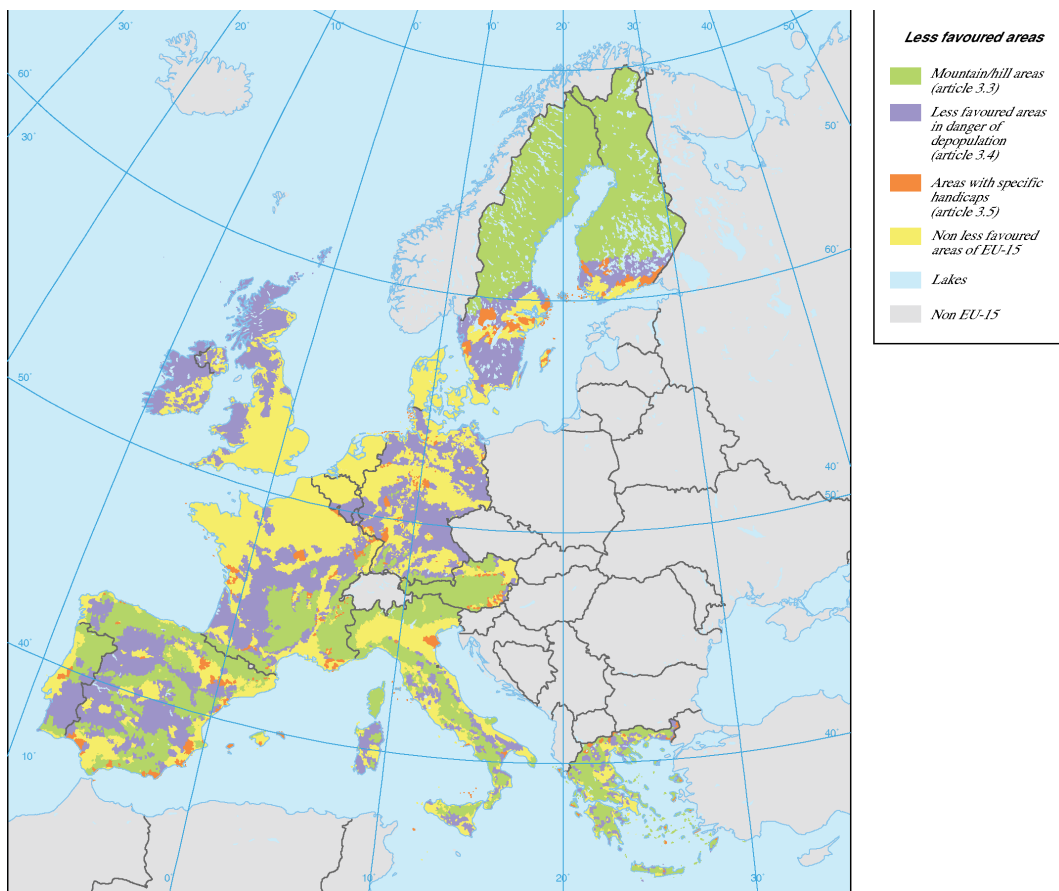 30˚
20˚
10˚
0˚
10˚
20˚
30˚
40˚
50˚
60˚
60˚
30˚
50˚
50˚
60˚
40˚
50˚
40˚
10˚
40˚
0˚
10˚
20˚
30˚
Less favoured areas
Mountain/hill areas
(article 3.3)
Less favoured areas
in danger of
depopulation
(article 3.4)
Areas with specific
handicaps
(article 3.5)
Non less favoured
areas of EU-15
Lakes
Non EU-15